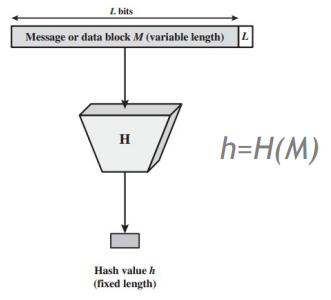 L bits
Message or data block M (variable length) L
H
h=H(M)
Hash value h
(fixed length)